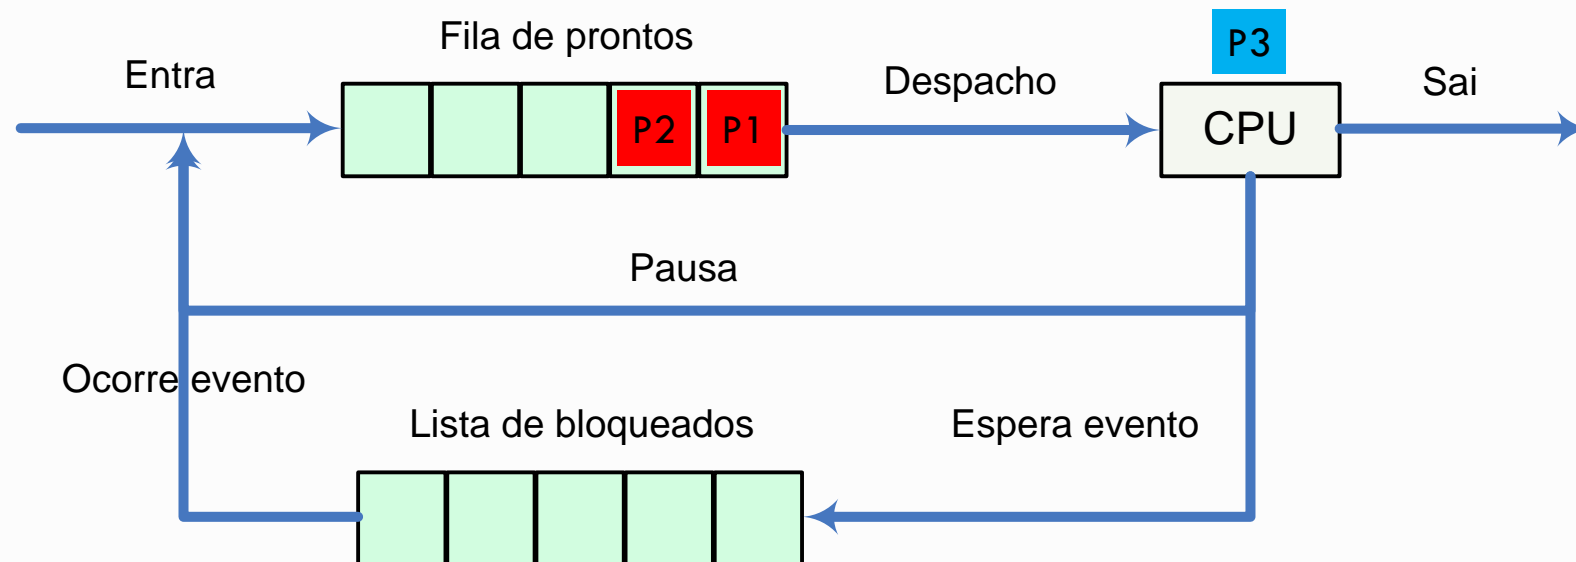 Fila de prontos
P3
Entra
Despacho
Sai
P2
P1
CPU
Pausa
Ocorre evento
Lista de bloqueados
Espera evento